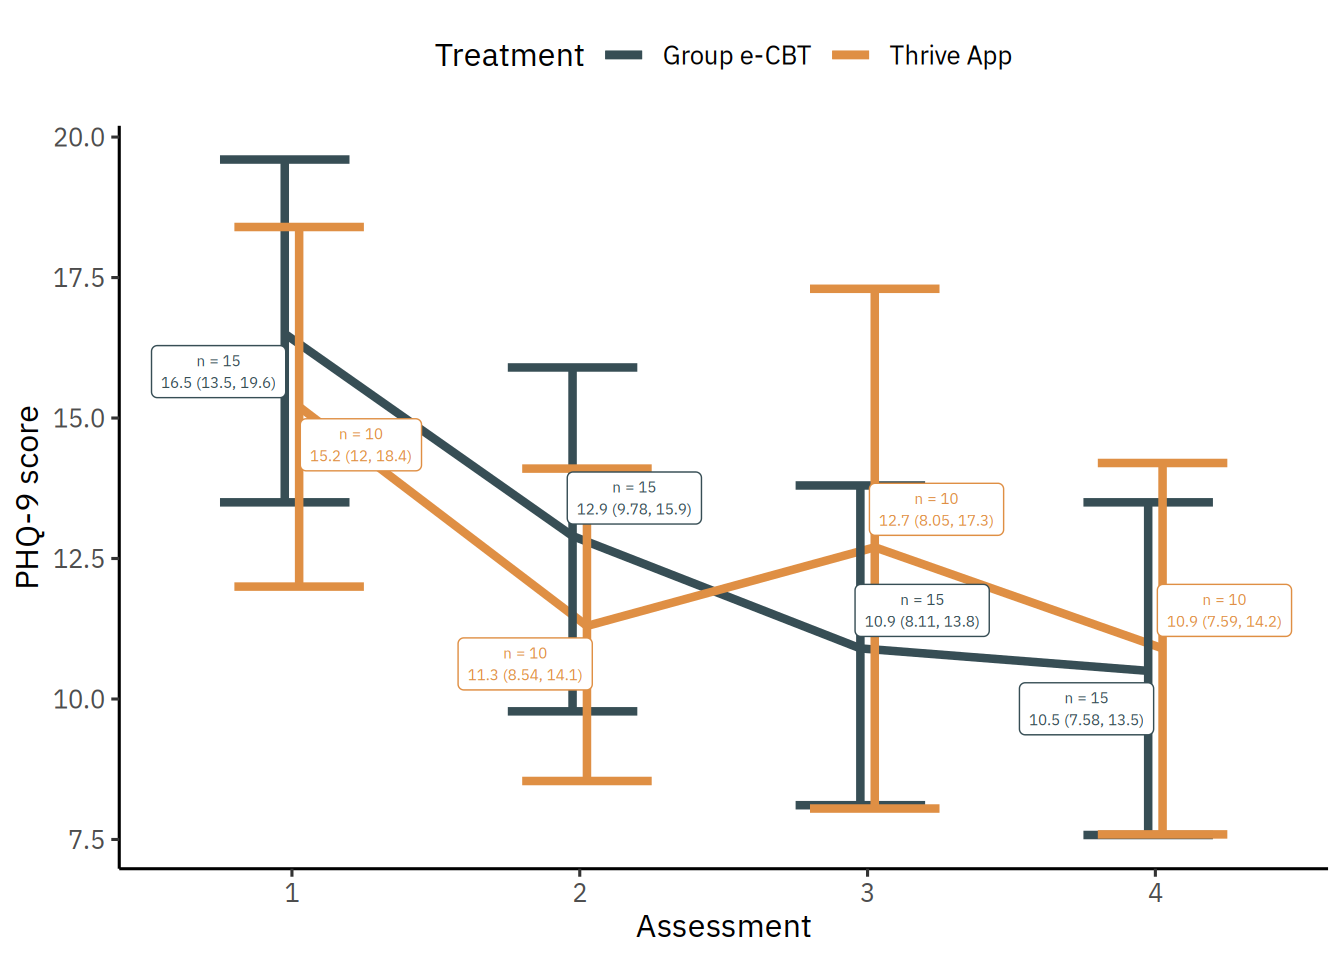 Treatment Group e-CBT Thrive App
PHQ-9 score
20.0
17.5
15.0
12.5
10.0
7.5
n = 15
16.5 (13.5, 19.6)
n = 10
15.2 (12, 18.4)
n = 15
12.9 (9.78, 15.9)
n = 10
11.3 (8.54, 14.1)
n = 10
12.7 (8.05, 17.3)
n = 15
10.9 (8.11, 13.8)
n = 10
10.9 (7.59, 14.2)
n = 15
10.5 (7.58, 13.5)
1 2 3 4
Assessment